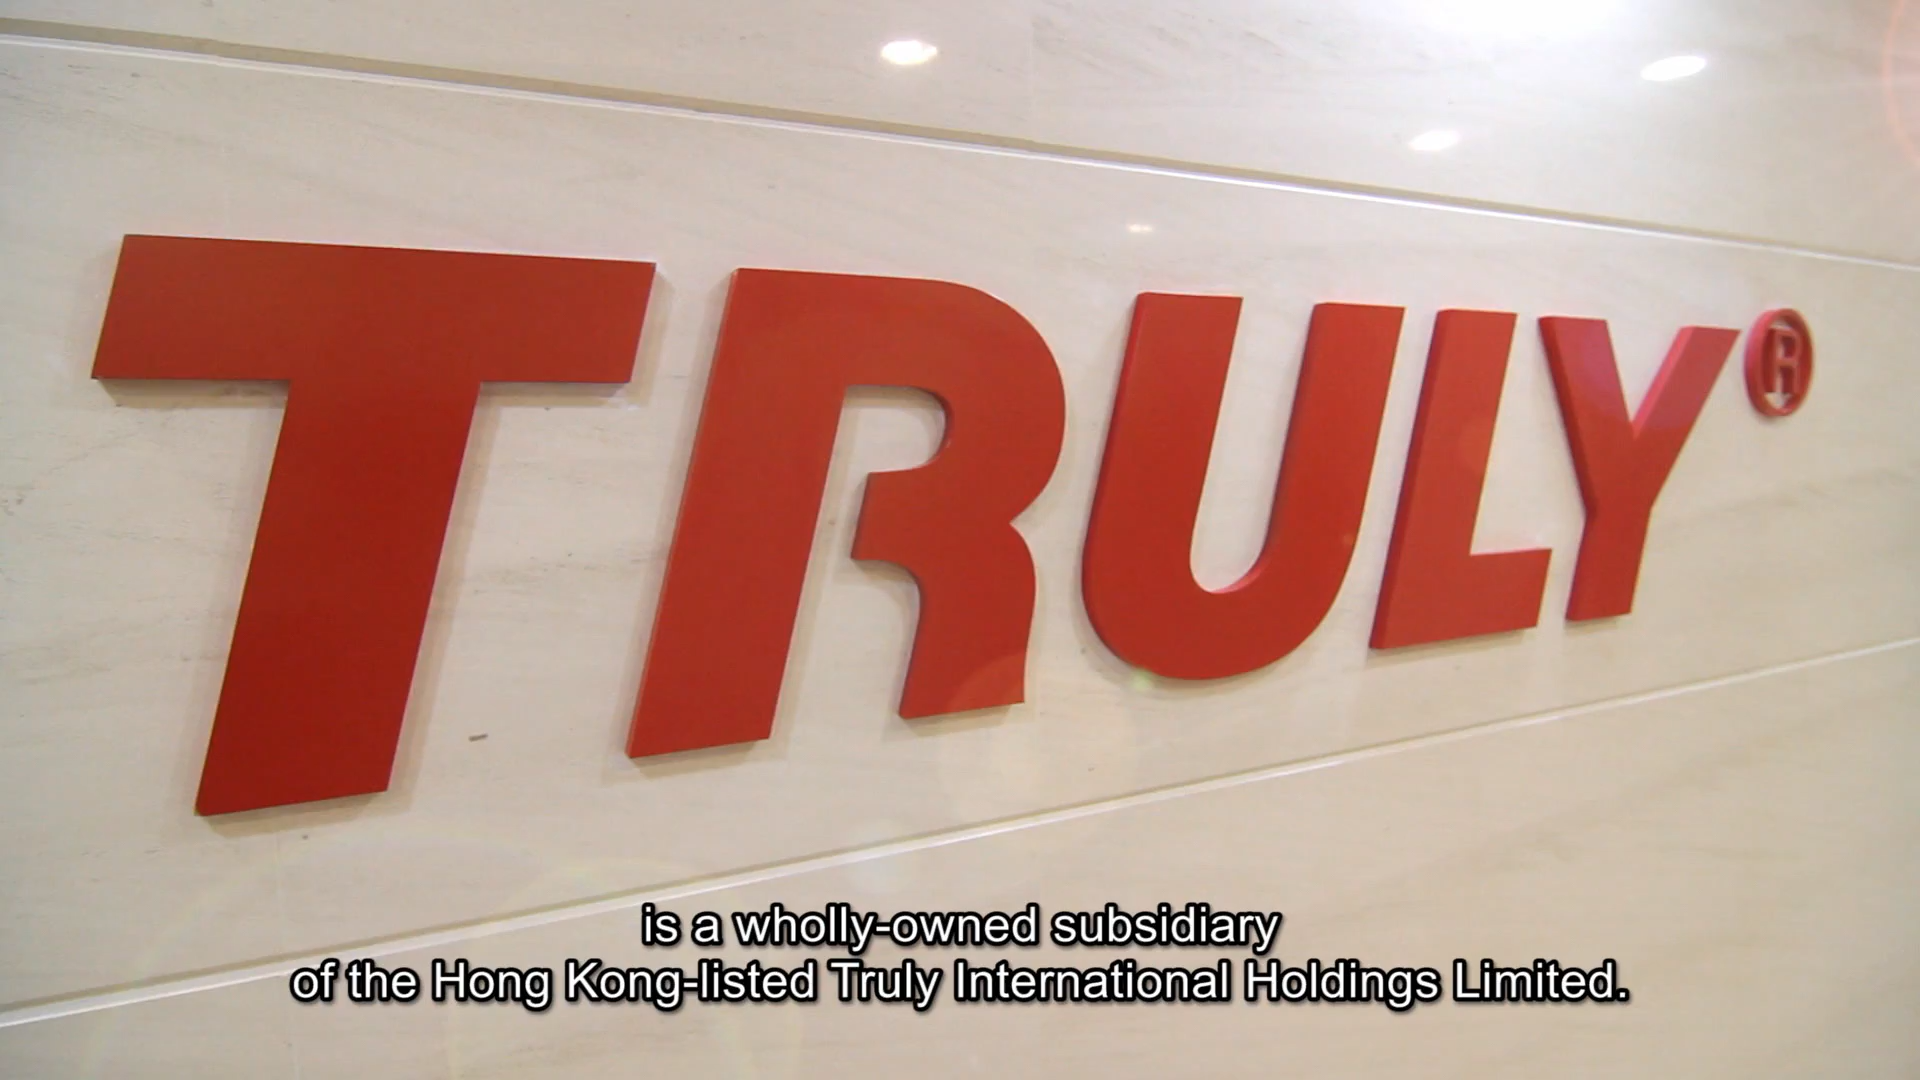 TRULY®
is a wholly-owned subsidiary
of the Hong Kong-listed Truly International Holdings Limited.